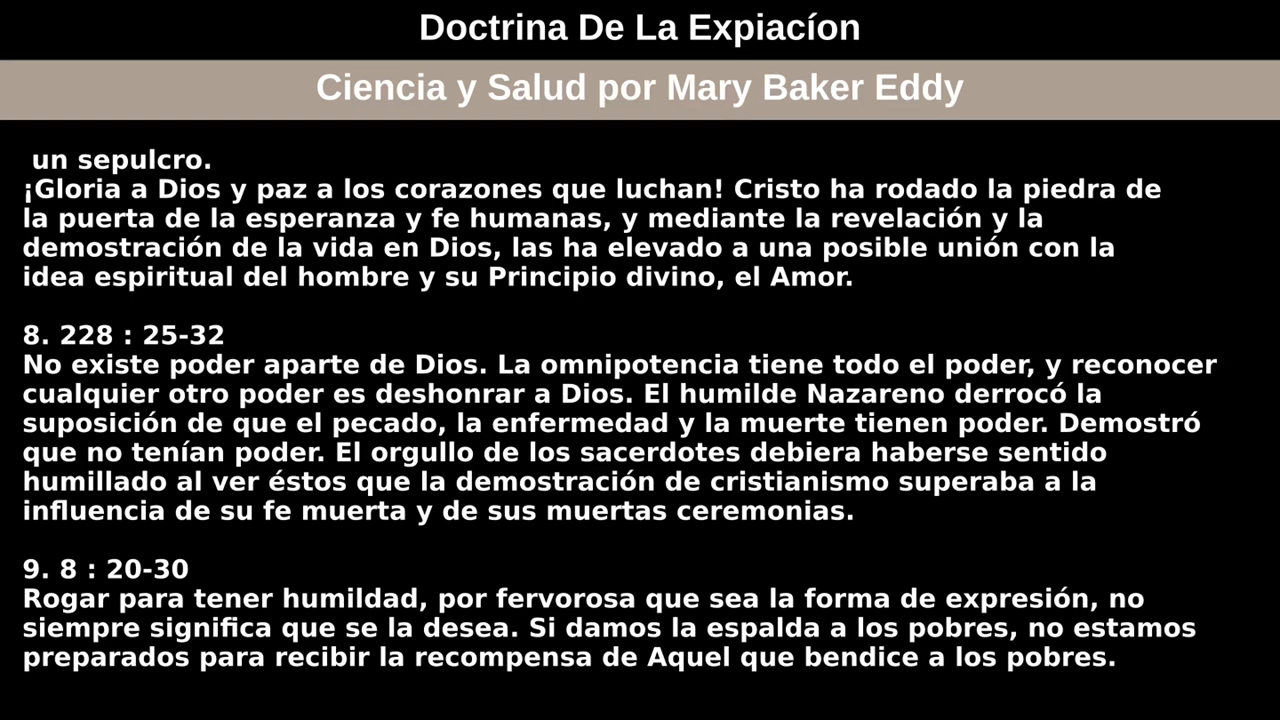 Doctrina De La Expiacíon
Ciencia y Salud por Mary Baker Eddy
un sepulcro.
¡Gloria a Dios y paz a los corazones que luchan! Cristo ha rodado la piedra de
la puerta de la esperanza y fe humanas, y mediante la revelación y la
demostración de la vida en Dios, las ha elevado a una posible unión con la
idea espiritual del hombre y su Principio divino, el Amor.
8. 228 : 25-32
No existe poder aparte de Dios. La omnipotencia tiene todo el poder, y reconocer
cualquier otro poder es deshonrar a Dios. El humilde Nazareno derrocó la
suposición de que el pecado, la enfermedad y la muerte tienen poder. Demostró
que no tenían poder. El orgullo de los sacerdotes debiera haberse sentido
humillado al ver éstos que la demostración de cristianismo superaba a la
influencia de su fe muerta y de sus muertas ceremonias.
9. 8 : 20-30
Rogar para tener humildad, por fervorosa que sea la forma de expresión, no
siempre significa que se la desea. Si damos la espalda a los pobres, no estamos
preparados para recibir la recompensa de Aquel que bendice a los pobres.